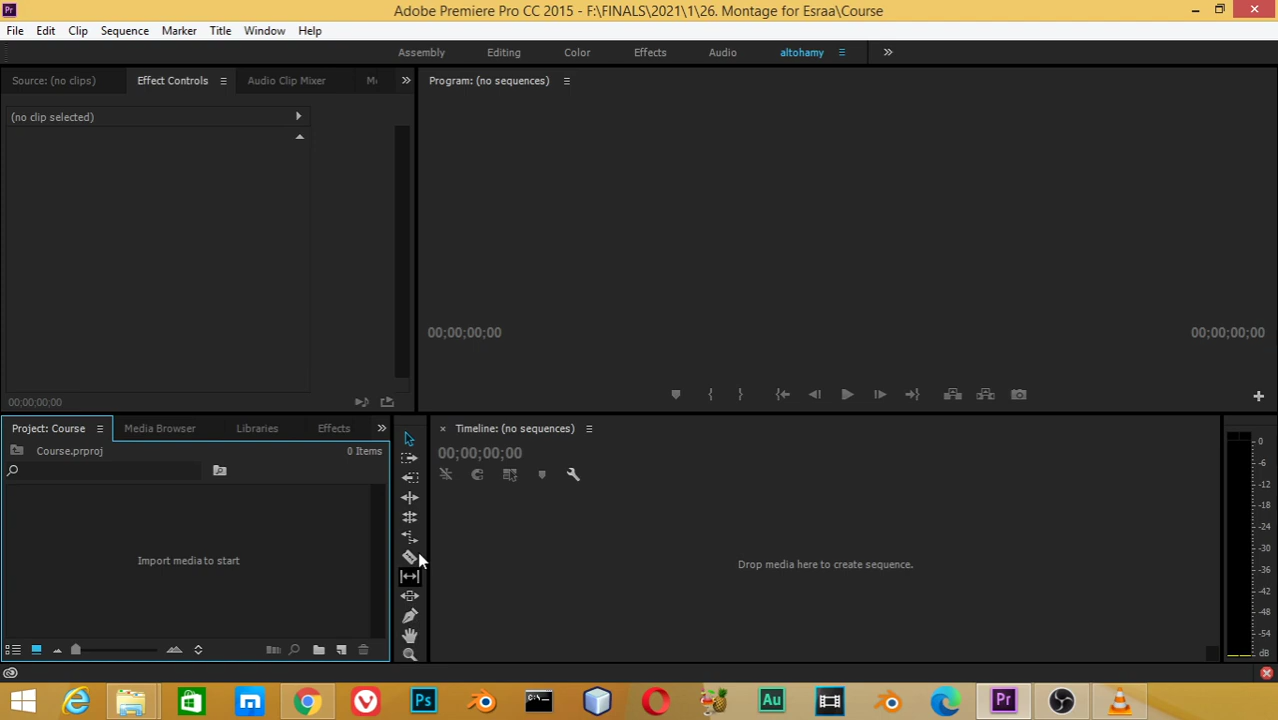 Adobe Premiere Pro CC 2015 - F:\FINALS\2021\1\26. Montage for Esraa\Course
File Edit Clip Sequence Marker Title Window Help
Assembly Editing Color Effects Audio altohamy
Source: (no clips) Effect Controls Audio Clip Mixer
Program: (no sequences)
(no clip selected)
00;00;00;00 00;00;00;00
00;00;00;00
Project: Course Media Browser Libraries Effects
Timeline: (no sequences)
Course.prproj 0 Items
00;00;00;00
Import media to start
Drop media here to create sequence.
0
-6
-12
-18
-24
-30
-36
-42
-48
-54
dB
Ps
Au
Pr